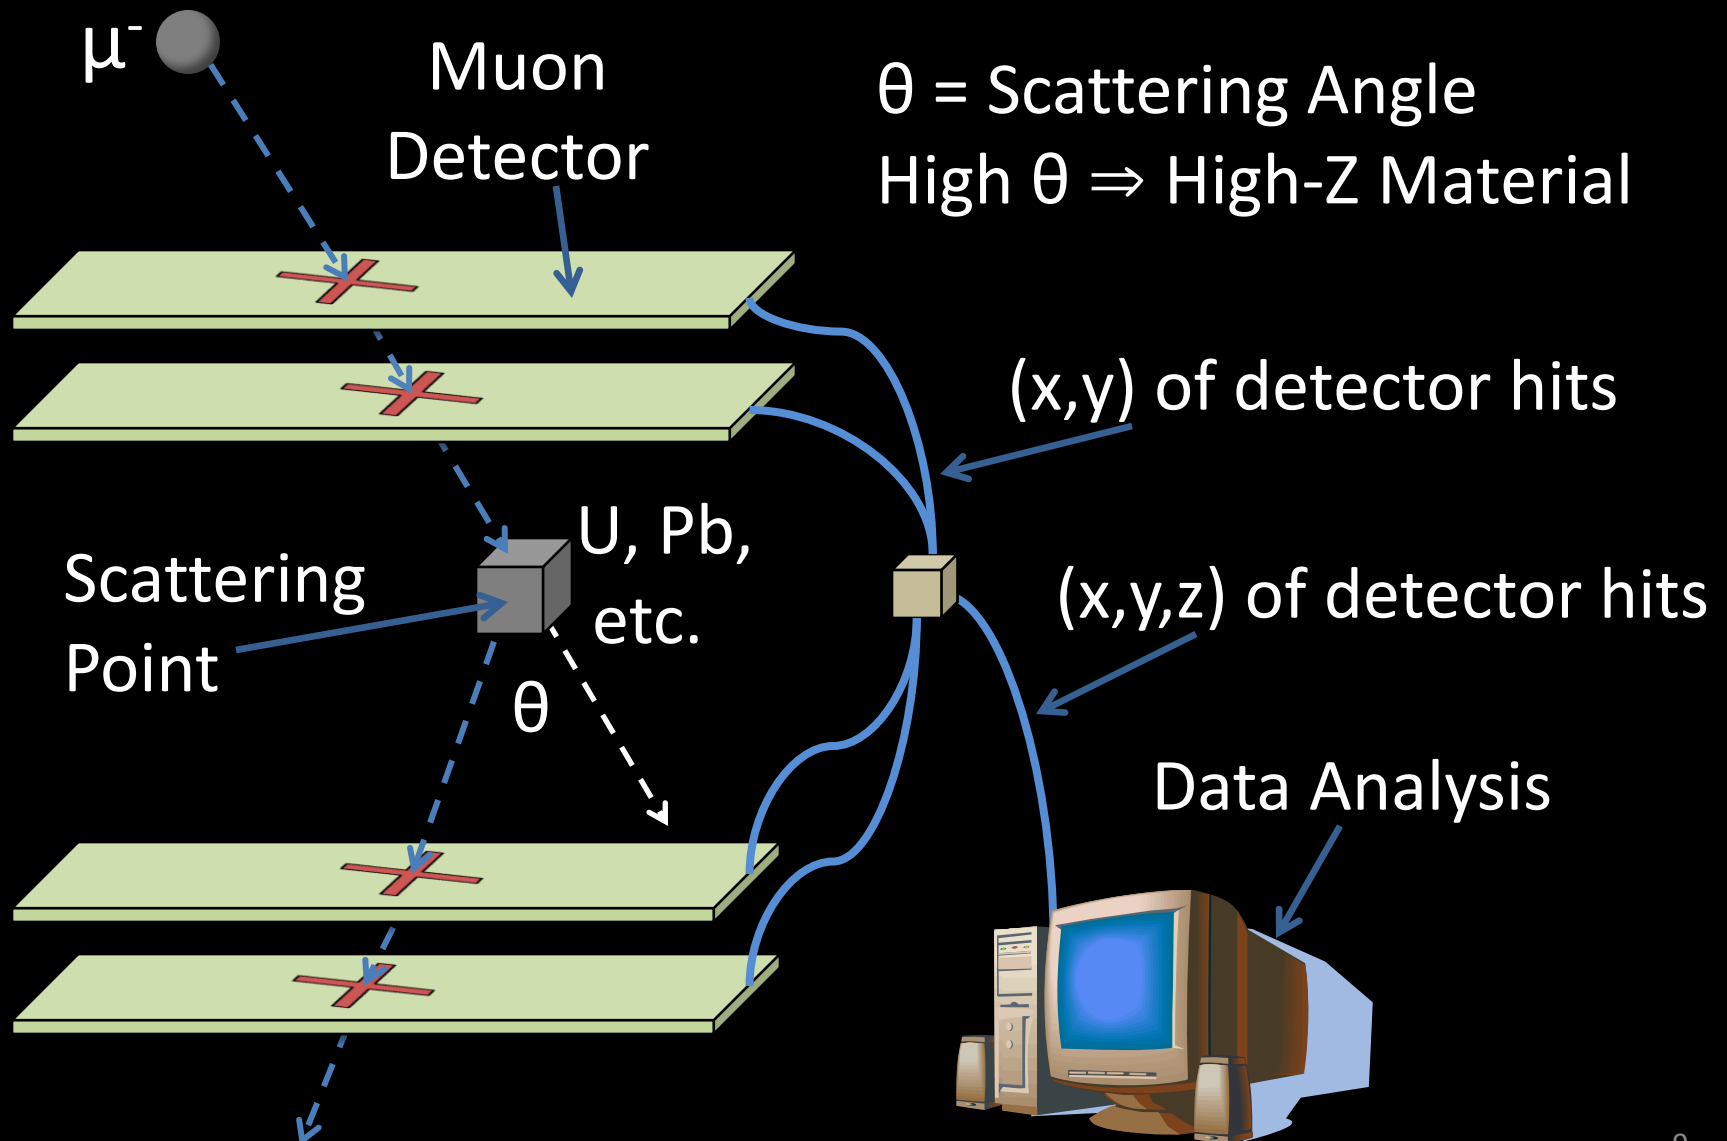 μ⁻
Muon
Detector
θ = Scattering Angle
High θ ⇒ High-Z Material
(x,y) of detector hits
U, Pb,
etc.
Scattering
Point
(x,y,z) of detector hits
θ
Data Analysis